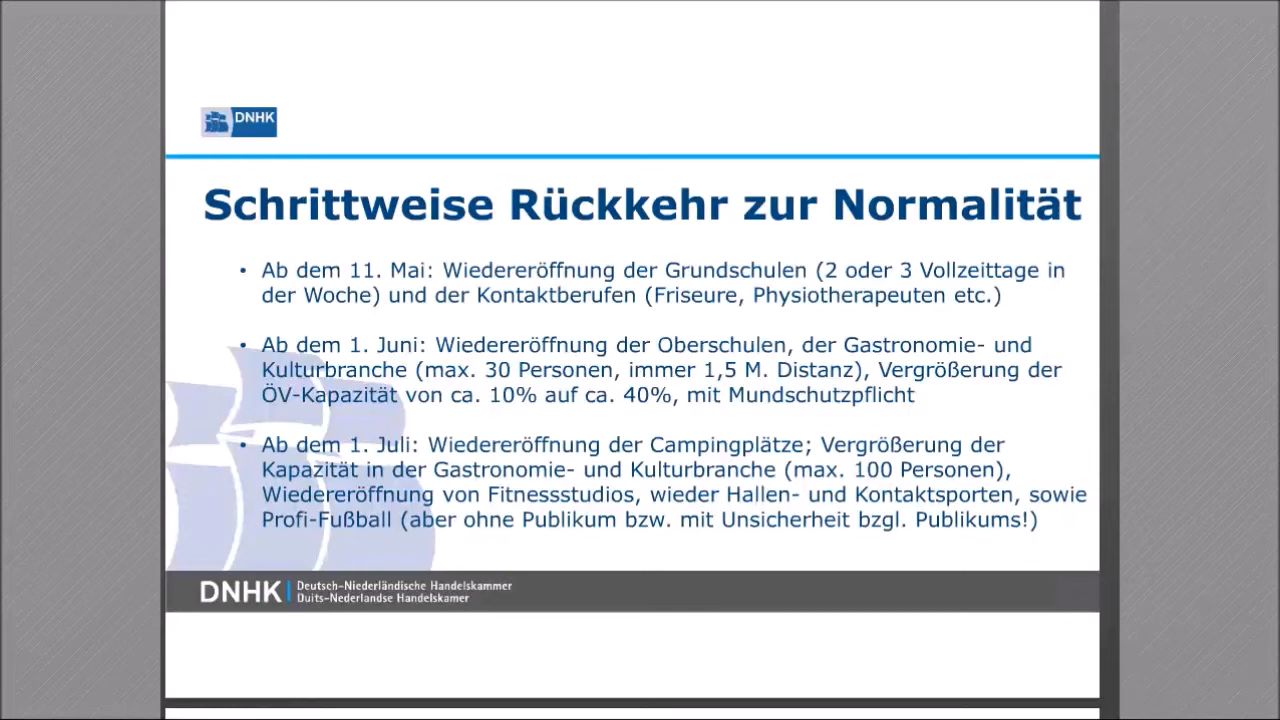 DNHK
Schrittweise Rückkehr zur Normalität
• Ab dem 11. Mai: Wiedereröffnung der Grundschulen (2 oder 3 Vollzeittage in
der Woche) und der Kontaktberufen (Friseure, Physiotherapeuten etc.)
• Ab dem 1. Juni: Wiedereröffnung der Oberschulen, der Gastronomie- und
Kulturbranche (max. 30 Personen, immer 1,5 M. Distanz), Vergrößerung der
ÖV-Kapazität von ca. 10% auf ca. 40%, mit Mundschutzpflicht
• Ab dem 1. Juli: Wiedereröffnung der Campingplätze; Vergrößerung der
Kapazität in der Gastronomie- und Kulturbranche (max. 100 Personen),
Wiedereröffnung von Fitnessstudios, wieder Hallen- und Kontaktsporten, sowie
Profi-Fußball (aber ohne Publikum bzw. mit Unsicherheit bzgl. Publikums!)
DNHK | Deutsch-Niederländische Handelskammer
Duits-Nederlandse Handelskamer